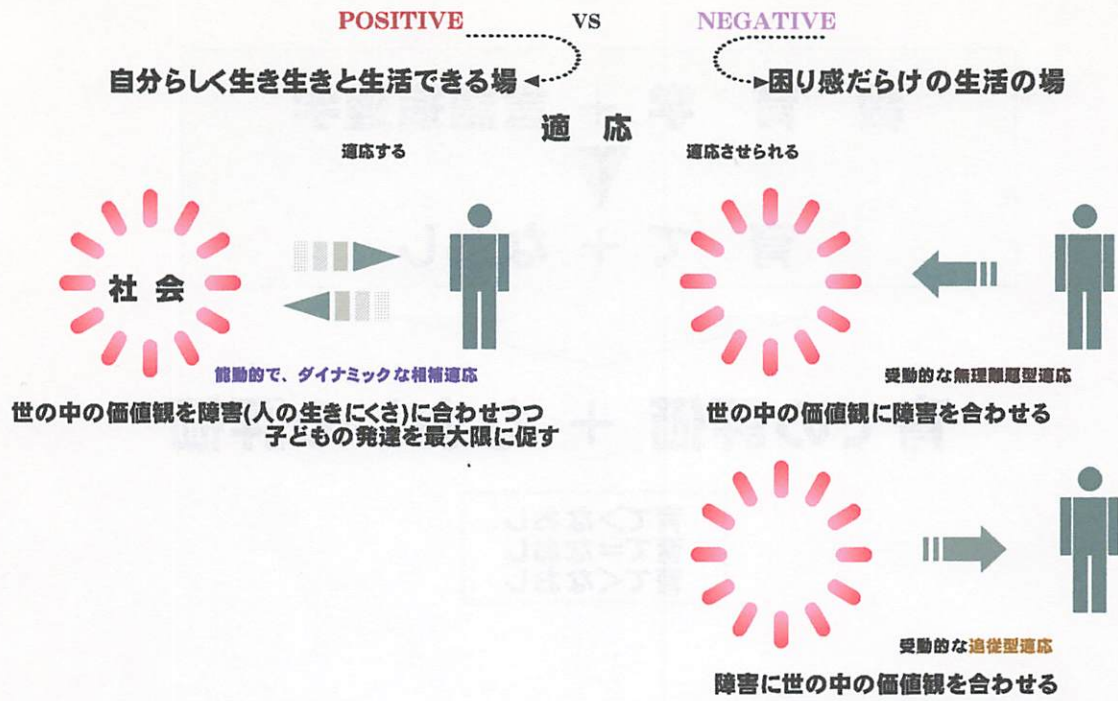 POSITIVE vs NEGATIVE
自分らしく生き生きと生活できる場
困り感だらけの生活の場
適 応
適応する
適応させられる
社 会
能動的で、ダイナミックな相補適応
世の中の価値観を障害(人の生きにくさ)に合わせつつ
子どもの発達を最大限に促す
受動的な無理難題型適応
世の中の価値観に障害を合わせる
受動的な追従型適応
障害に世の中の価値観を合わせる